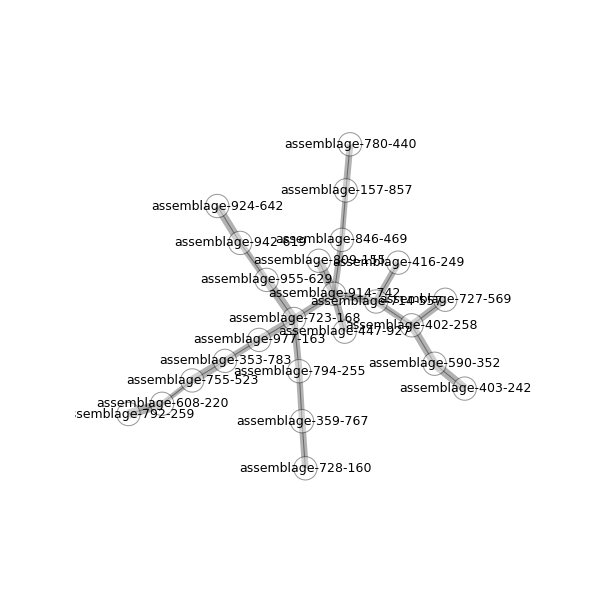 assemblage-780-440
assemblage-157-857
assemblage-924-642
assemblage-846-469
assemblage-942-619
assemblage-809-155
assemblage-416-249
assemblage-955-629
assemblage-914-742
assemblage-714-557
assemblage-727-569
assemblage-723-168
assemblage-402-258
assemblage-447-927
assemblage-977-163
assemblage-353-783
assemblage-590-352
assemblage-794-255
assemblage-755-523
assemblage-403-242
assemblage-608-220
semblage-792-259
assemblage-359-767
assemblage-728-160